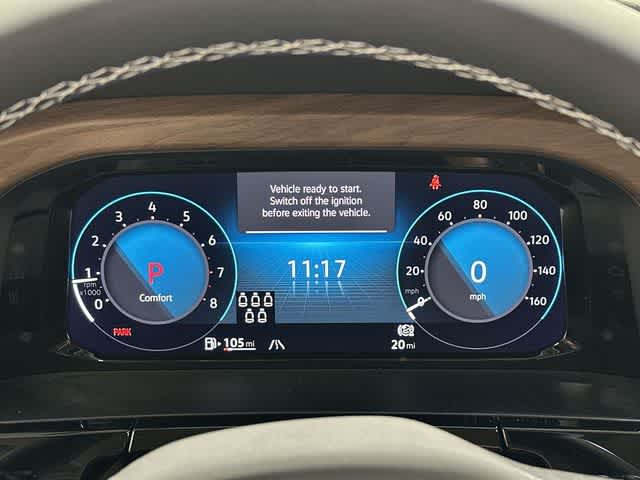 Vehicle ready to start.
Switch off the ignition
before exiting the vehicle.
0 1 2 3 4 5 6 7 8
rpm
x1000
P
Comfort
PARK
11:17
0 20 40 60 80 100 120 140 160
mph
0
mph
105 mi
20 mi